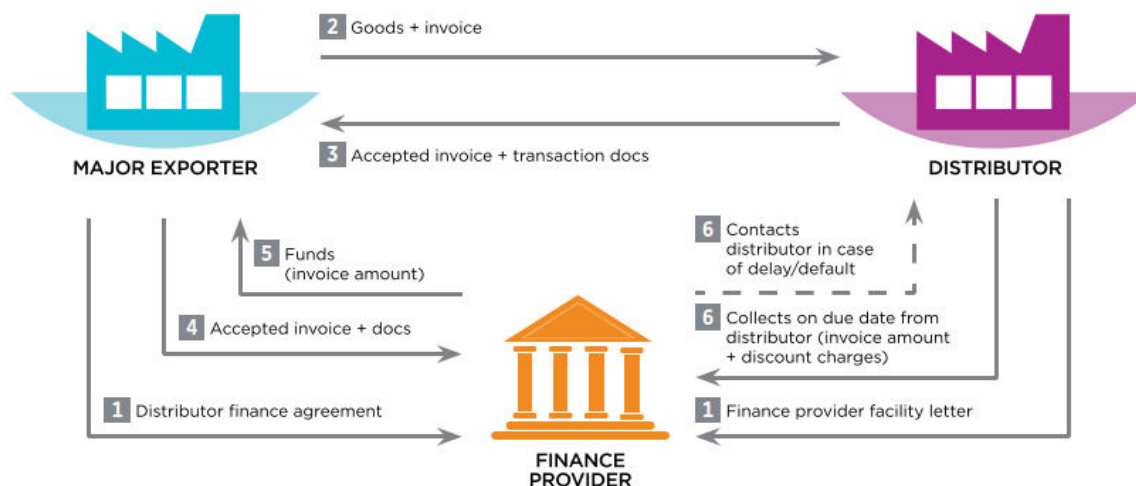 2 Goods + invoice
3 Accepted invoice + transaction docs
MAJOR EXPORTER
DISTRIBUTOR
5 Funds
(invoice amount)
6 Contacts
distributor in case
of delay/default
4 Accepted invoice + docs
6 Collects on due date from
distributor (invoice amount
+ discount charges)
1 Distributor finance agreement
1 Finance provider facility letter
FINANCE
PROVIDER